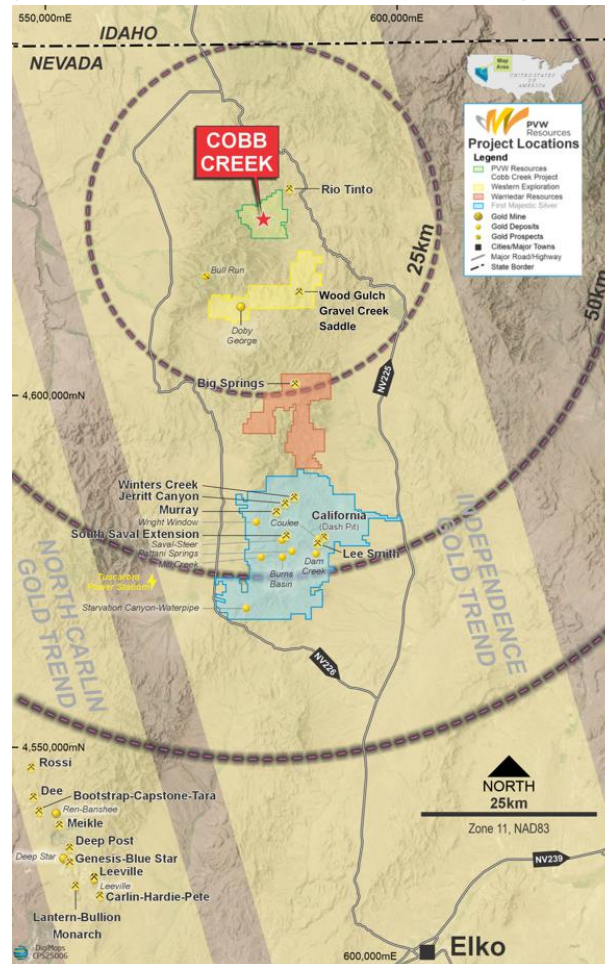 550,000mE
600,000mE
IDAHO
NEVADA
Map
Area
UNITED STATES
OF
AMERICA
PVW
Resources
Project Locations
Legend
PVW Resources
Cobb Creek Project
Western Exploration
Warriedar Resources
First Majestic Silver
Gold Mine
Gold Deposits
Gold Prospects
Cities/Major Towns
Major Road/Highway
State Border
COBB
CREEK
Rio Tinto
25km
50km
Bull Run
Wood Gulch
Gravel Creek
Saddle
Doby
George
Big Springs
NV225
4,600,000mN
Winters Creek
Jerritt Canyon
Murray
Wright Window
Coulee
California
(Dash Pit)
South Saval Extension
Saval-Steer
Pattani Springs
Mill Creek
Lee Smith
Dam
Creek
Burns
Basin
Tuscarora
Power Station
Starvation Canyon-Waterpipe
NORTH CARLIN
GOLD TREND
INDEPENDENCE
GOLD TREND
NV226
4,550,000mN
Rossi
Dee
Bootstrap-Capstone-Tara
Ren-Banshee
Meikle
Deep Post
Deep Star
Genesis-Blue Star
Leeville
Leeville
Carlin-Hardie-Pete
Lantern-Bullion
Monarch
NORTH
25km
Zone 11, NAD83
NV239
Elko
600,000mE
DigiMaps
CPS25006